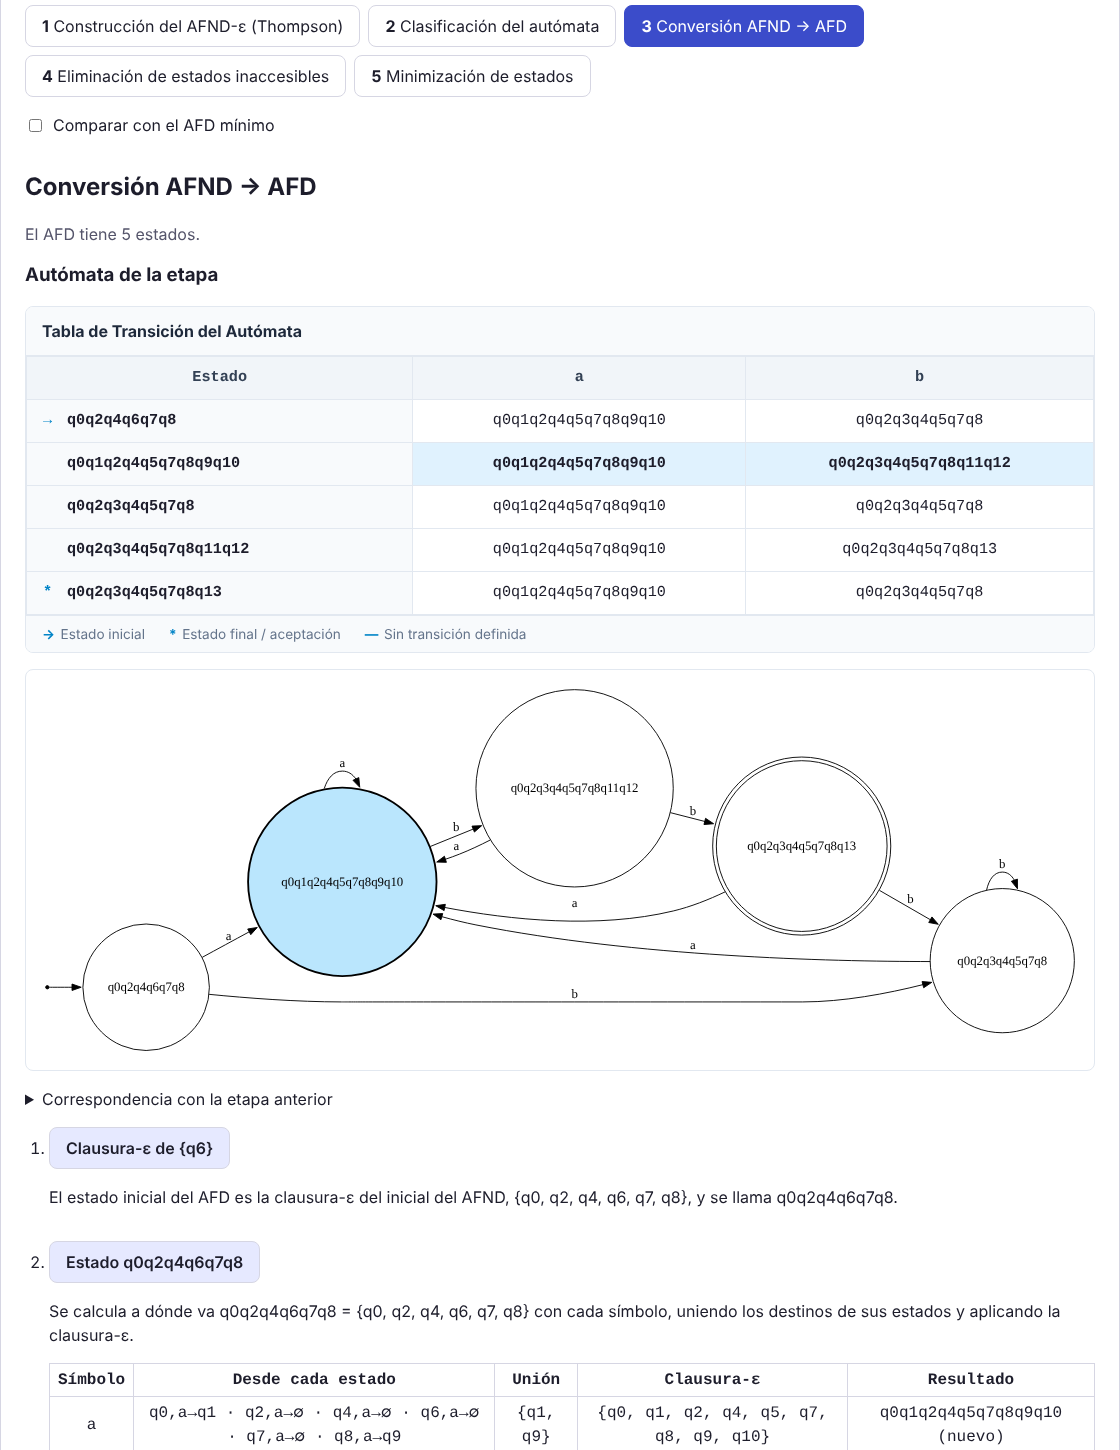 1 Construcción del AFND-ε (Thompson) 2 Clasificación del autómata 3 Conversión AFND → AFD
4 Eliminación de estados inaccesibles 5 Minimización de estados
Comparar con el AFD mínimo
Conversión AFND → AFD
El AFD tiene 5 estados.
Autómata de la etapa
Tabla de Transición del Autómata
Estado a b
→ q0q2q4q6q7q8 q0q1q2q4q5q7q8q9q10 q0q2q3q4q5q7q8
q0q1q2q4q5q7q8q9q10 q0q1q2q4q5q7q8q9q10 q0q2q3q4q5q7q8q11q12
q0q2q3q4q5q7q8 q0q1q2q4q5q7q8q9q10 q0q2q3q4q5q7q8
q0q2q3q4q5q7q8q11q12 q0q1q2q4q5q7q8q9q10 q0q2q3q4q5q7q8q13
* q0q2q3q4q5q7q8q13 q0q1q2q4q5q7q8q9q10 q0q2q3q4q5q7q8
→ Estado inicial * Estado final / aceptación — Sin transición definida
a
q0q2q3q4q5q7q8q11q12
b
b
a
q0q2q3q4q5q7q8q13
b
q0q1q2q4q5q7q8q9q10
a
b
a
a
q0q2q3q4q5q7q8
q0q2q4q6q7q8
b
▶ Correspondencia con la etapa anterior
1. Clausura-ε de {q6}
El estado inicial del AFD es la clausura-ε del inicial del AFND, {q0, q2, q4, q6, q7, q8}, y se llama q0q2q4q6q7q8.
2. Estado q0q2q4q6q7q8
Se calcula a dónde va q0q2q4q6q7q8 = {q0, q2, q4, q6, q7, q8} con cada símbolo, uniendo los destinos de sus estados y aplicando la
clausura-ε.
Símbolo Desde cada estado Unión Clausura-ε Resultado
a q0,a→q1 · q2,a→∅ · q4,a→∅ · q6,a→∅ {q1, {q0, q1, q2, q4, q5, q7, q0q1q2q4q5q7q8q9q10
· q7,a→∅ · q8,a→q9 q9} q8, q9, q10} (nuevo)